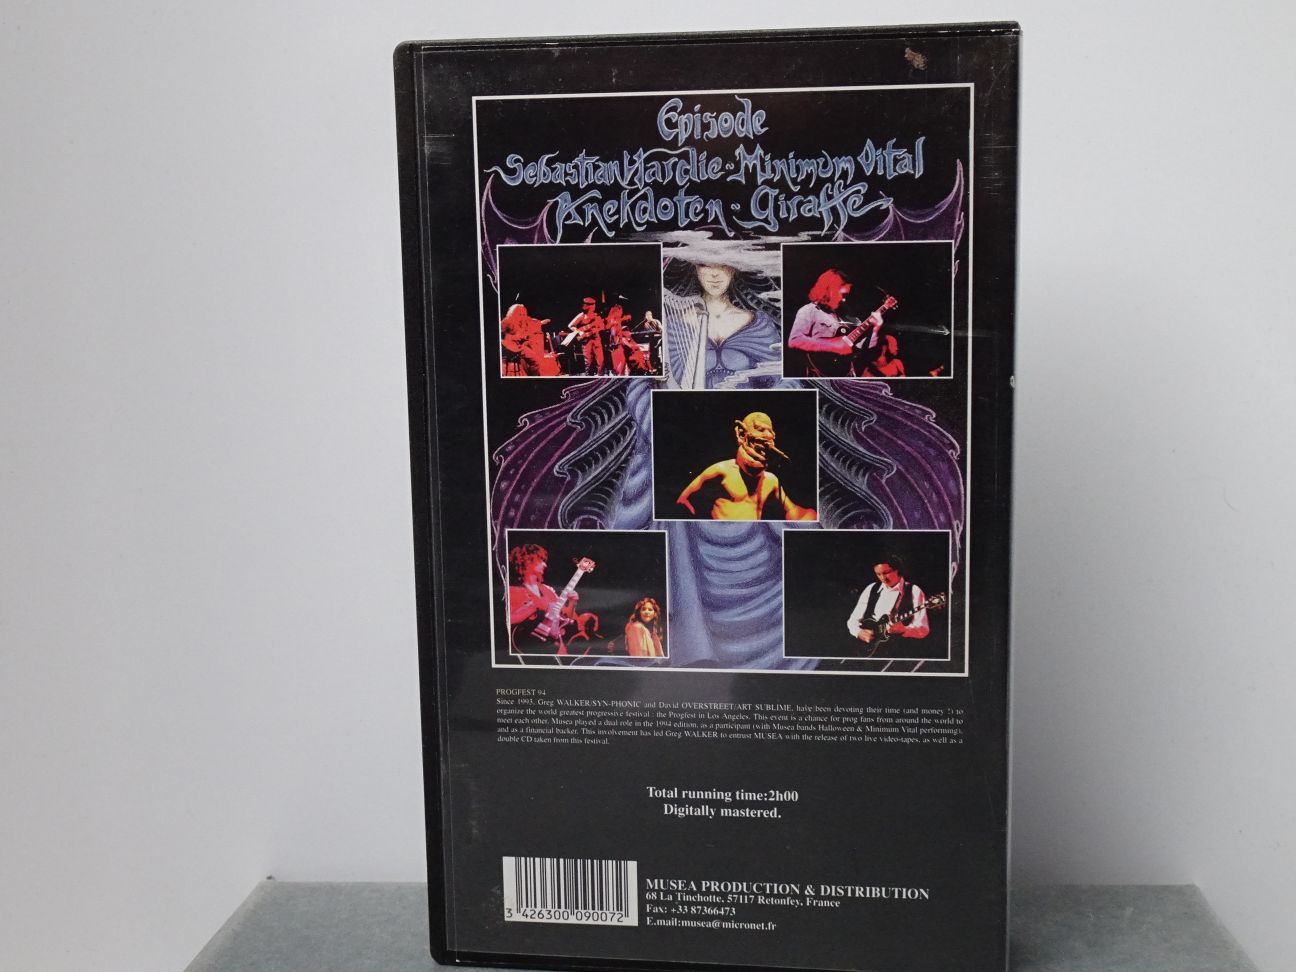 Episode
Sebastian Hardie - Minimum Vital
Anekdoten - Giraffe
PROGFEST 94
Since 1993, Greg WALKER/SYN-PHONIC and David OVERSTREET/ART SUBLIME, have been devoting their time (and money !) to
organize the world greatest progressive festival : the Progfest in Los Angeles. This event is a chance for prog fans from around the world to
meet each other. Musea played a dual role in the 1994 edition, as a participant (with Musea bands Halloween & Minimum Vital performing),
and as a financial backer. This involvement has led Greg WALKER to entrust MUSEA with the release of two live video-tapes, as well as a
double CD taken from this festival.
Total running time:2h00
Digitally mastered.
3 426300 090072
MUSEA PRODUCTION & DISTRIBUTION
68 La Tinchotte, 57117 Retonfey, France
Fax: +33 87366473
E.mail:musea@micronet.fr